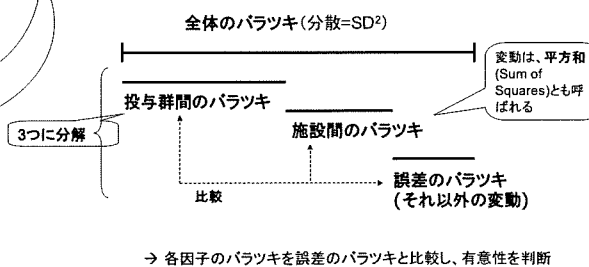 全体のバラツキ(分散=SD²)
変動は、平方和
(Sum of
Squares)とも呼
ばれる
投与群間のバラツキ
施設間のバラツキ
3つに分解
比較
誤差のバラツキ
(それ以外の変動)
→ 各因子のバラツキを誤差のバラツキと比較し、有意性を判断